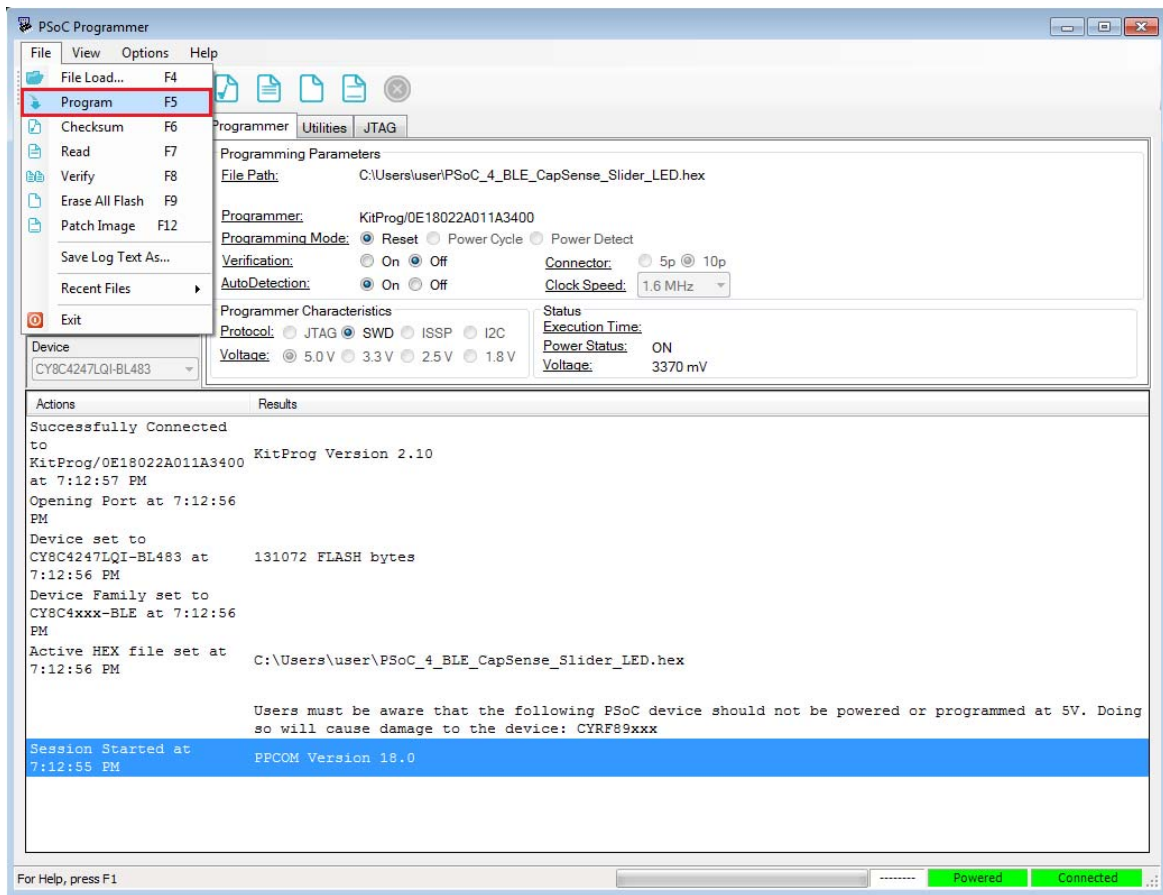 PSoC Programmer
File View Options Help
File Load... F4
Program F5
Checksum F6
Read F7
Verify F8
Erase All Flash F9
Patch Image F12
Save Log Text As...
Recent Files
Exit
Programmer Utilities JTAG
Programming Parameters
File Path: C:\Users\user\PSoC_4_BLE_CapSense_Slider_LED.hex
Programmer: KitProg/0E18022A011A3400
Programming Mode: Reset Power Cycle Power Detect
Verification: On Off Connector: 5p 10p
AutoDetection: On Off Clock Speed: 1.6 MHz
Programmer Characteristics
Protocol: JTAG SWD ISSP I2C
Voltage: 5.0 V 3.3 V 2.5 V 1.8 V
Status
Execution Time:
Power Status: ON
Voltage: 3370 mV
Device
CY8C4247LQI-BL483
Actions Results
Successfully Connected
to
KitProg/0E18022A011A3400
at 7:12:57 PM
KitProg Version 2.10
Opening Port at 7:12:56
PM
Device set to
CY8C4247LQI-BL483 at
7:12:56 PM
131072 FLASH bytes
Device Family set to
CY8C4xxx-BLE at 7:12:56
PM
Active HEX file set at
7:12:56 PM
C:\Users\user\PSoC_4_BLE_CapSense_Slider_LED.hex
Users must be aware that the following PSoC device should not be powered or programmed at 5V. Doing
so will cause damage to the device: CYRF89xxx
Session Started at
7:12:55 PM
PPCOM Version 18.0
For Help, press F1
-------- Powered Connected